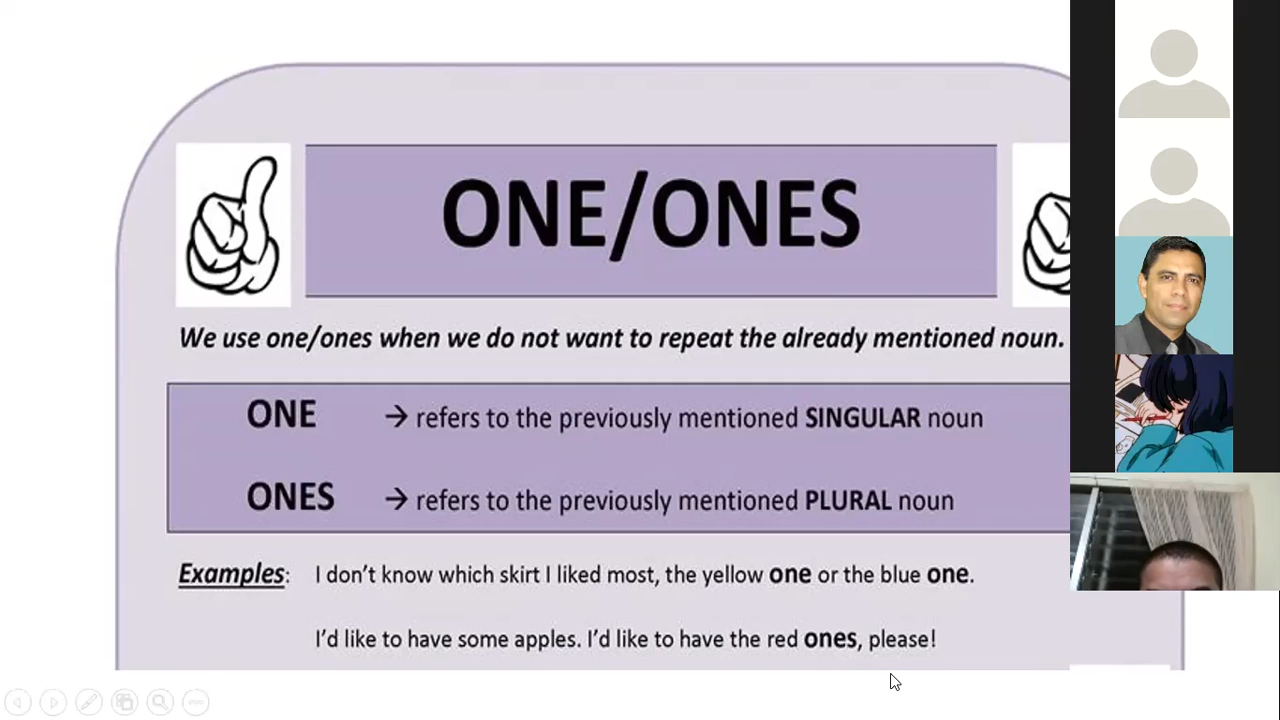 ONE/ONES
We use one/ones when we do not want to repeat the already mentioned noun.
ONE → refers to the previously mentioned SINGULAR noun
ONES → refers to the previously mentioned PLURAL noun
Examples: I don't know which skirt I liked most, the yellow one or the blue one.
I'd like to have some apples. I'd like to have the red ones, please!